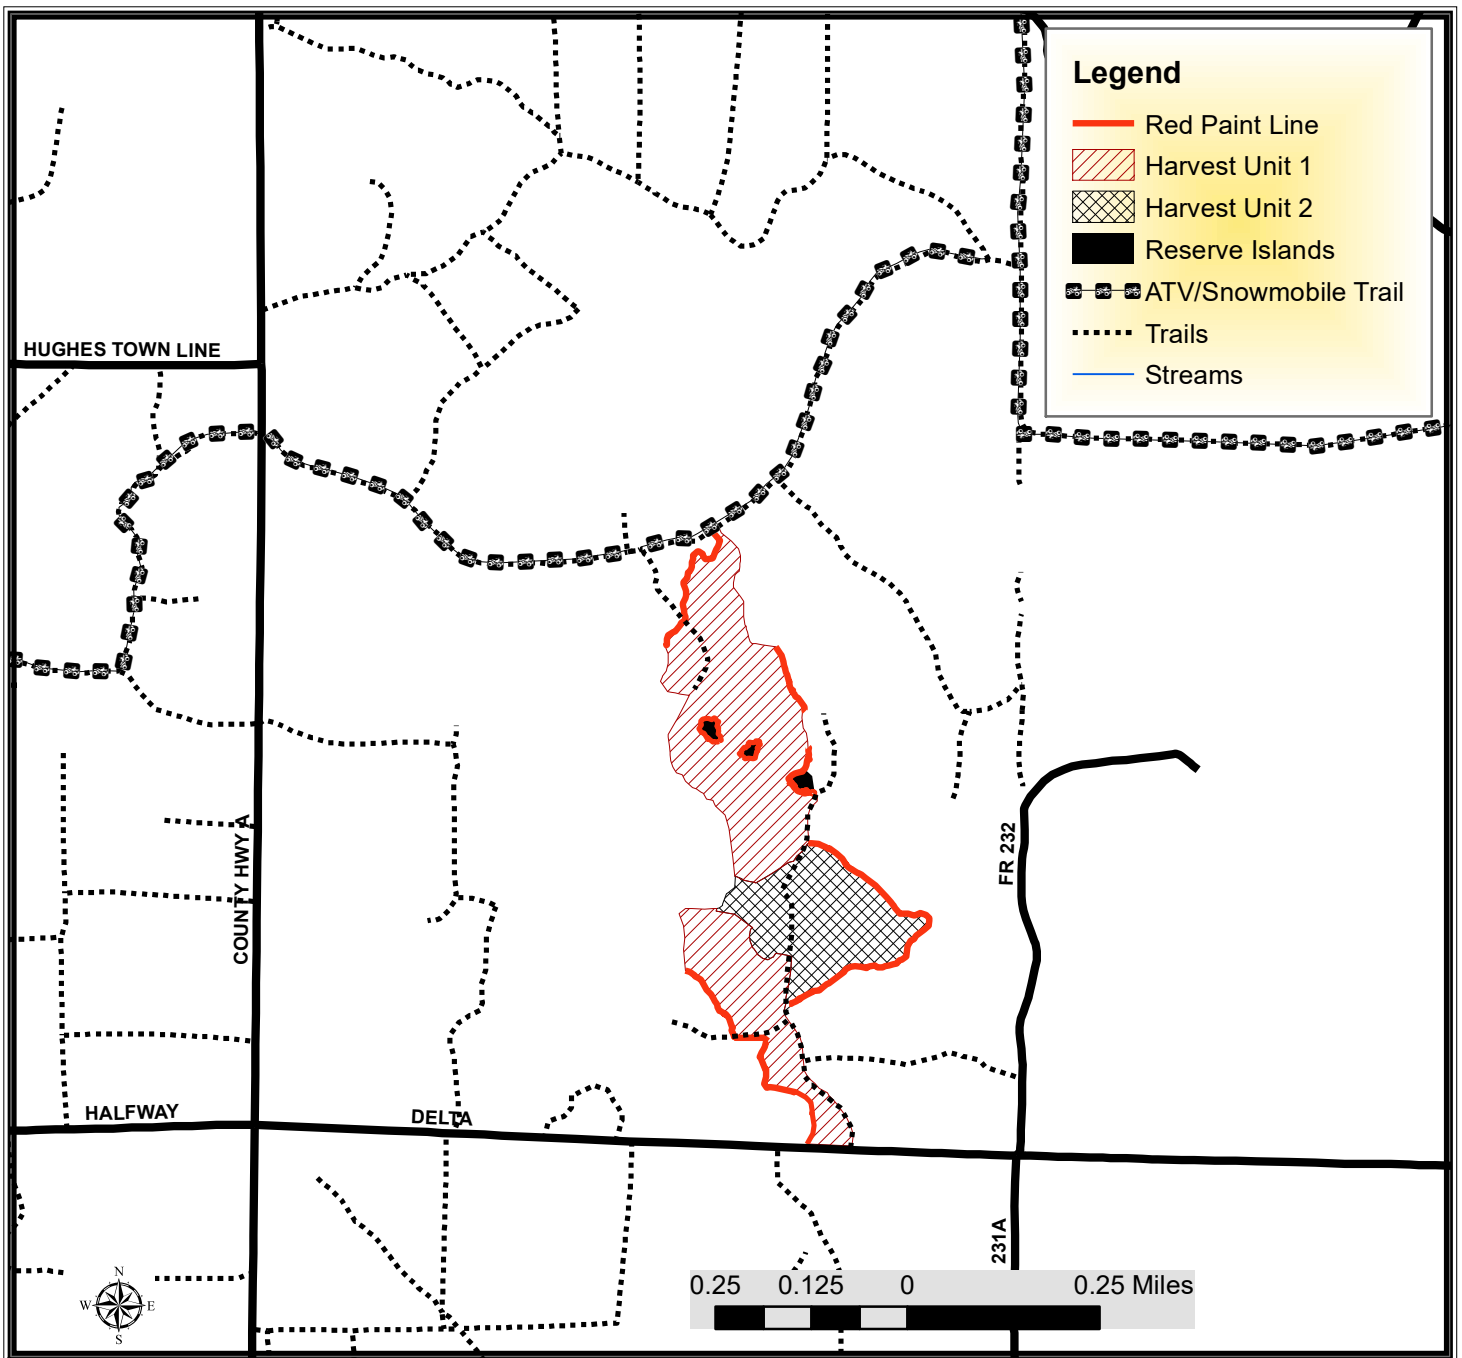 Legend
Red Paint Line
Harvest Unit 1
Harvest Unit 2
Reserve Islands
ATV/Snowmobile Trail
Trails
Streams
HUGHES TOWN LINE
COUNTY HWY A
FR 232
HALFWAY
DELTA
231A
N
W E
S
0.25 0.125 0 0.25 Miles